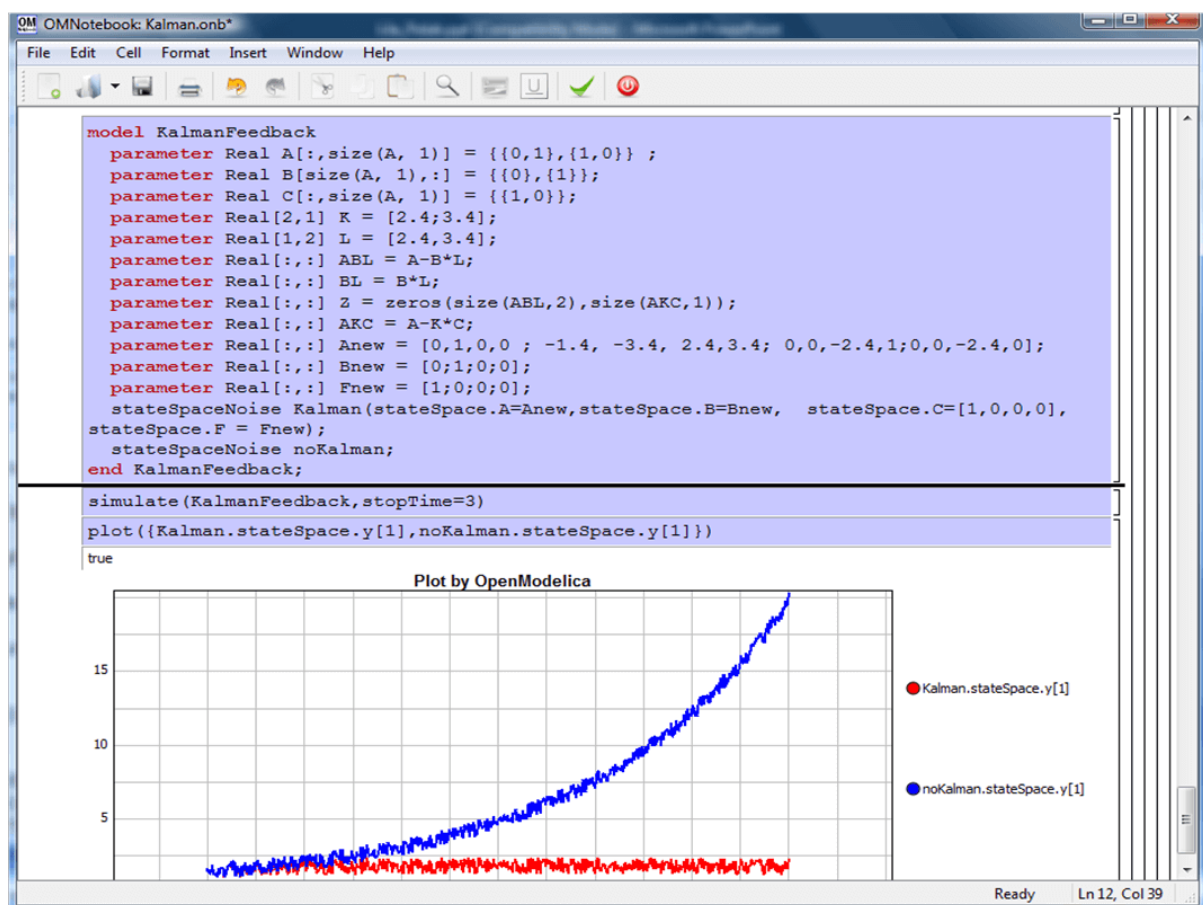 OM OMNotebook: Kalman.onb*
File Edit Cell Format Insert Window Help
model KalmanFeedback
parameter Real A[:,size(A, 1)] = {{0,1},{1,0}} ;
parameter Real B[size(A, 1),:] = {{0},{1}};
parameter Real C[:,size(A, 1)] = {{1,0}};
parameter Real[2,1] K = [2.4;3.4];
parameter Real[1,2] L = [2.4,3.4];
parameter Real[:,:] ABL = A-B*L;
parameter Real[:,:] BL = B*L;
parameter Real[:,:] Z = zeros(size(ABL,2),size(AKC,1));
parameter Real[:,:] AKC = A-K*C;
parameter Real[:,:] Anew = [0,1,0,0 ; -1.4, -3.4, 2.4,3.4; 0,0,-2.4,1;0,0,-2.4,0];
parameter Real[:,:] Bnew = [0;1;0;0];
parameter Real[:,:] Fnew = [1;0;0;0];
stateSpaceNoise Kalman(stateSpace.A=Anew,stateSpace.B=Bnew, stateSpace.C=[1,0,0,0],
stateSpace.F = Fnew);
stateSpaceNoise noKalman;
end KalmanFeedback;
simulate(KalmanFeedback,stopTime=3)
plot({Kalman.stateSpace.y[1],noKalman.stateSpace.y[1]})
true
Plot by OpenModelica
15
10
5
Kalman.stateSpace.y[1]
noKalman.stateSpace.y[1]
Ready Ln 12, Col 39